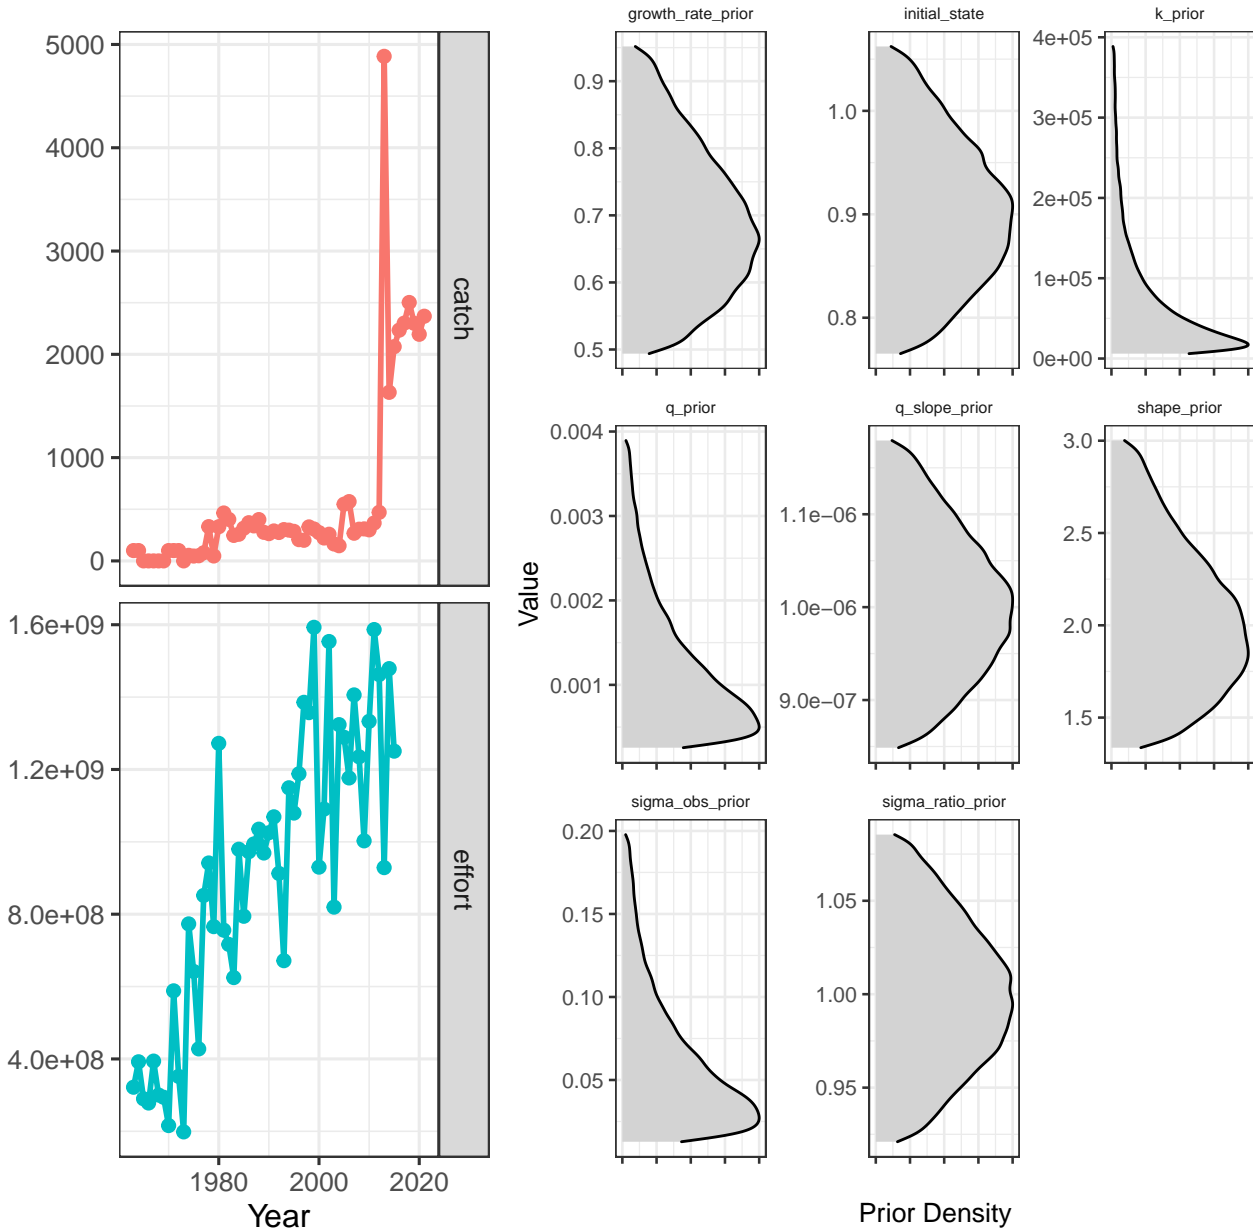 growth_rate_prior
initial_state
k_prior
5000
4000
3000
2000
1000
0
catch
0.9
0.8
0.7
0.6
0.5
1.0
0.9
0.8
4e+05
3e+05
2e+05
1e+05
0e+00
q_prior
q_slope_prior
shape_prior
Value
0.004
0.003
0.002
0.001
1.1e-06
1.0e-06
9.0e-07
3.0
2.5
2.0
1.5
1.6e+09
1.2e+09
8.0e+08
4.0e+08
effort
sigma_obs_prior
sigma_ratio_prior
0.20
0.15
0.10
0.05
1.05
1.00
0.95
1980
2000
2020
Year
Prior Density